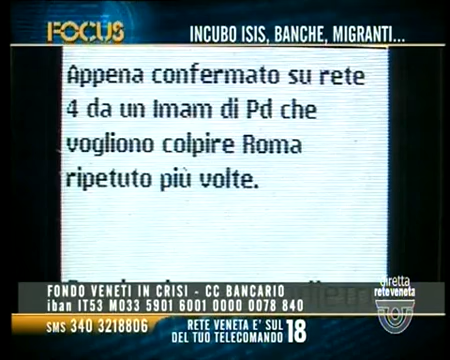 FOCUS
INCUBO ISIS, BANCHE, MIGRANTI...
Appena confermato su rete
4 da un Imam di Pd che
vogliono colpire Roma
ripetuto più volte.
FONDO VENETI IN CRISI - CC BANCARIO
iban IT53 M033 5901 6001 0000 0078 840
diretta
reteveneta
SMS 340 3218806
RETE VENETA E' SUL
DEL TUO TELECOMANDO 18